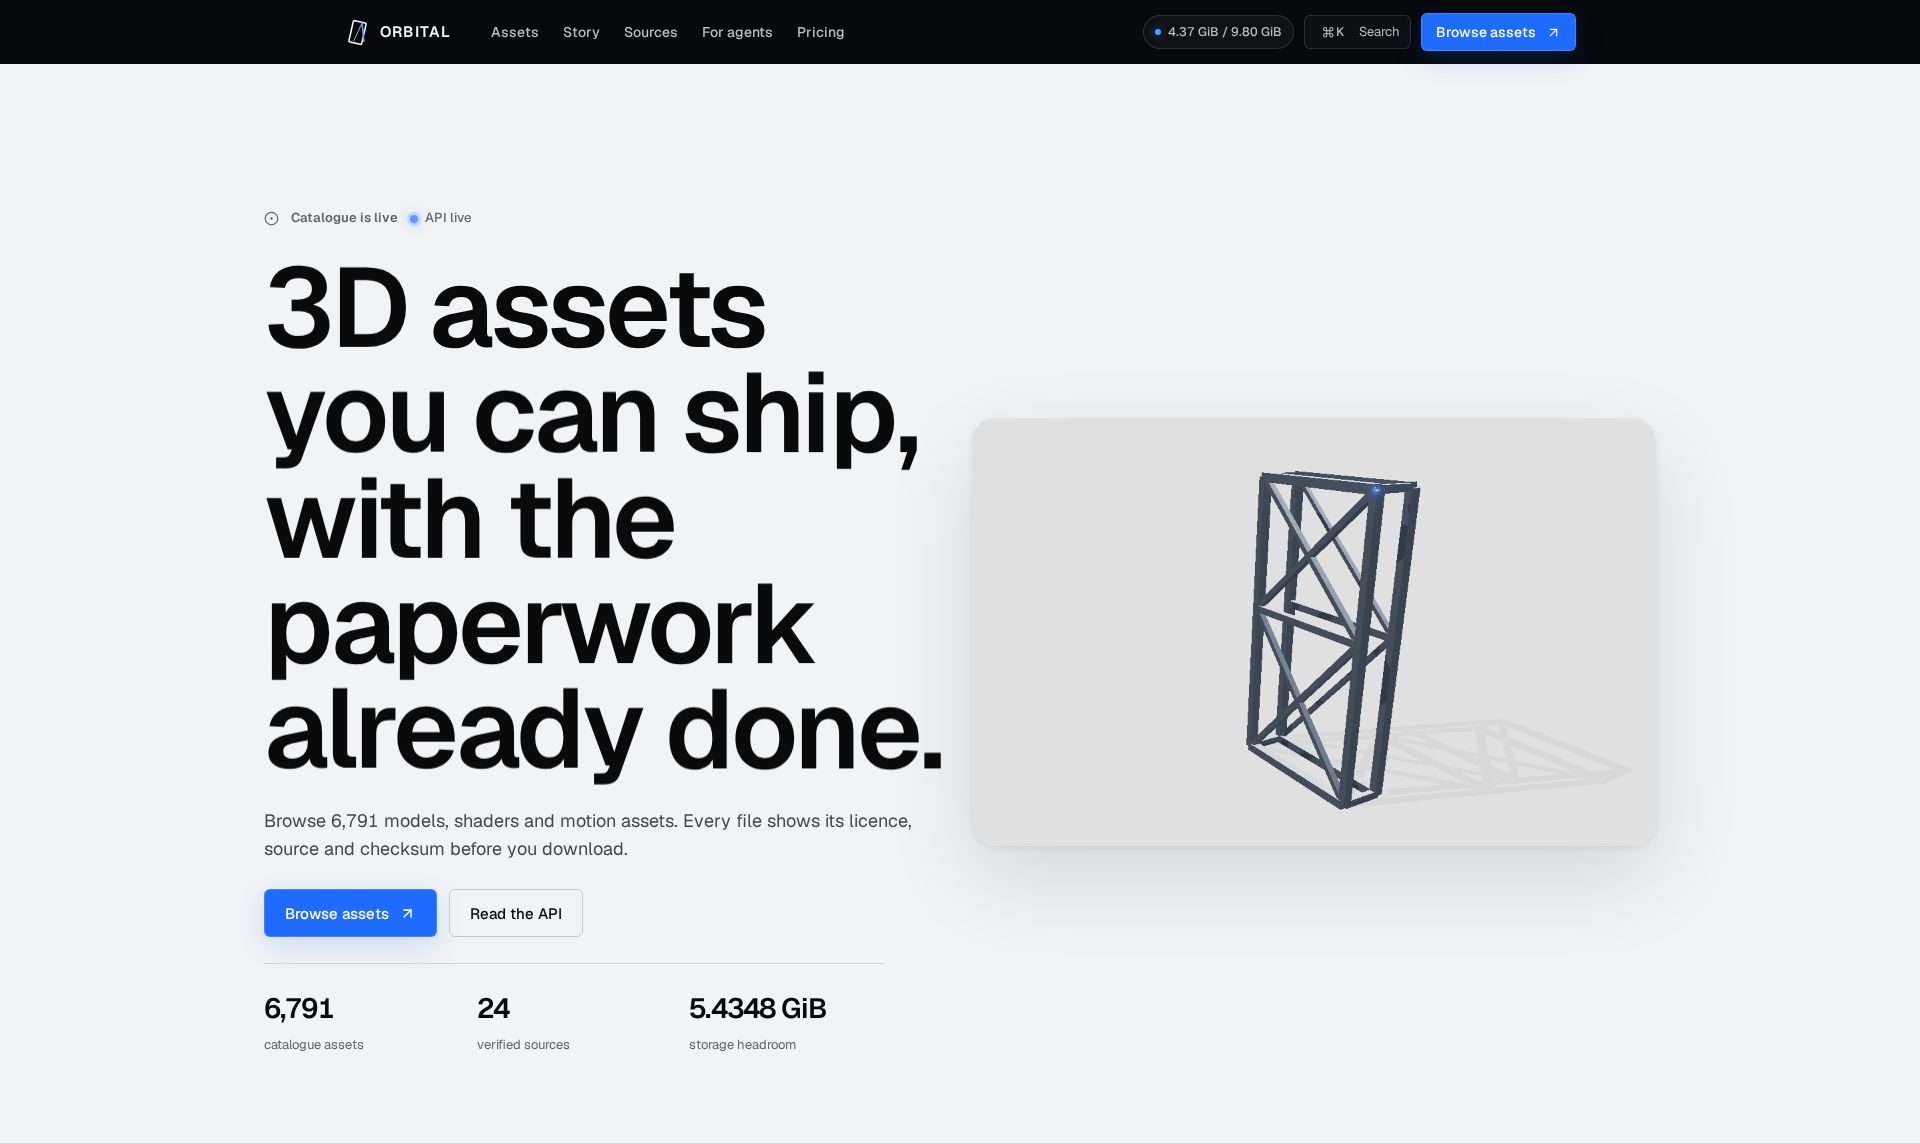 ORBITAL
Assets
Story
Sources
For agents
Pricing
4.37 GiB / 9.80 GiB
⌘K Search
Browse assets
Catalogue is live
API live
3D assets
you can ship,
with the
paperwork
already done.
Browse 6,791 models, shaders and motion assets. Every file shows its licence,
source and checksum before you download.
Browse assets
Read the API
6,791
24
5.4348 GiB
catalogue assets
verified sources
storage headroom